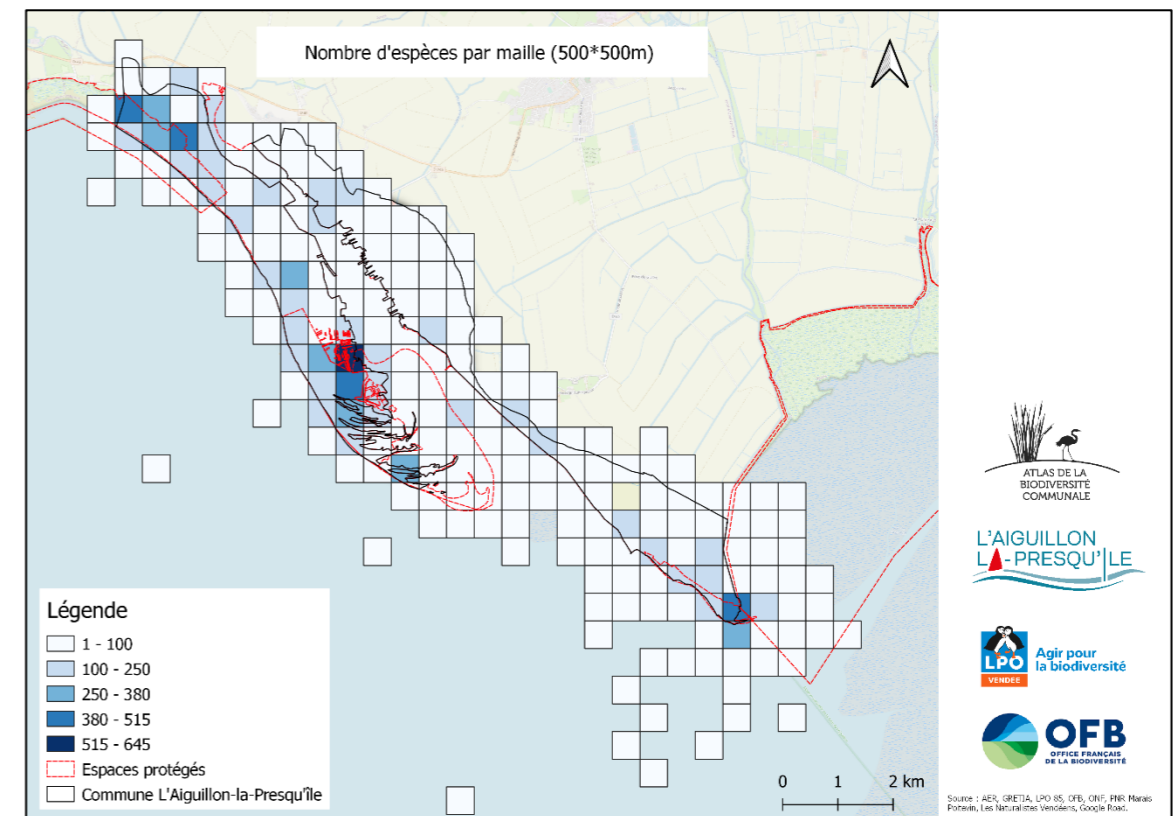 Nombre d'espèces par maille (500*500m)
Légende
1 - 100
100 - 250
250 - 380
380 - 515
515 - 645
Espaces protégés
Commune L'Aiguillon-la-Presqu'île
0 1 2 km
ATLAS DE LA
BIODIVERSITÉ
COMMUNALE
L'AIGUILLON
LA-PRESQU'ILE
LPO
VENDÉE
Agir pour
la biodiversité
OFB
OFFICE FRANÇAIS
DE LA BIODIVERSITÉ
Source : AER, GRETIA, LPO 85, OFB, ONF, PNR Marais
Poitevin, Les Naturalistes Vendéens, Google Road.